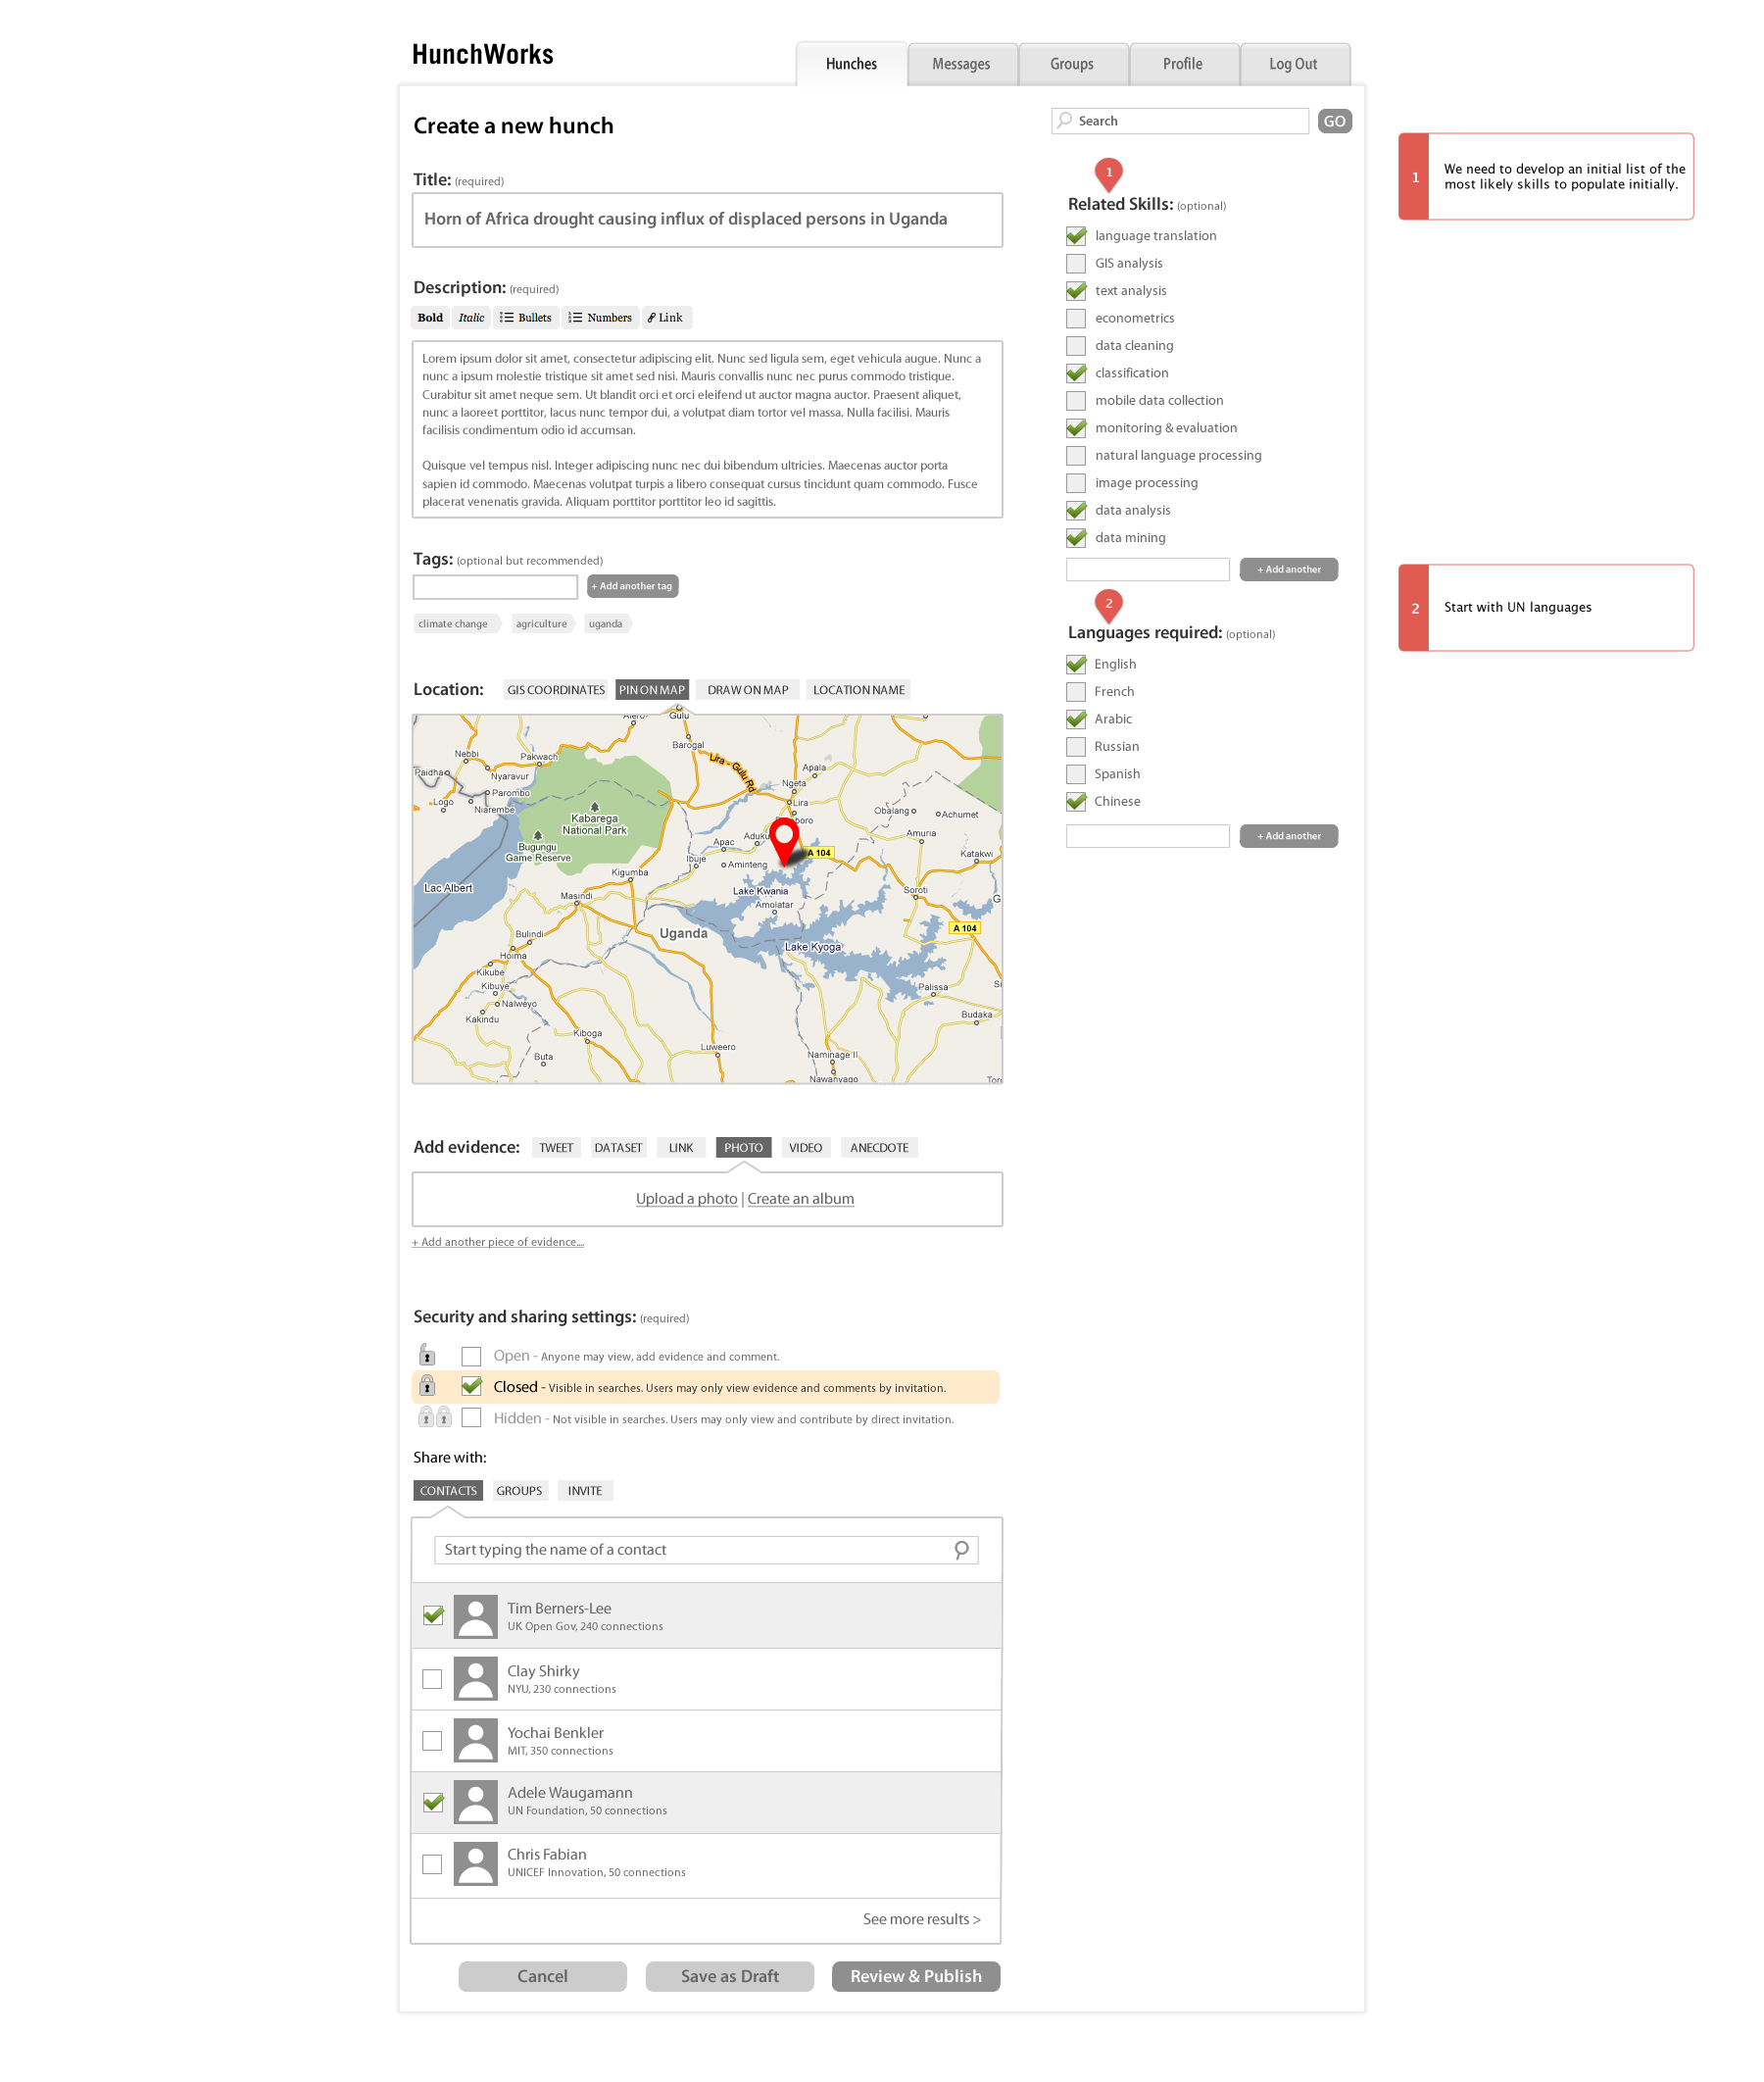 HunchWorks
Hunches
Messages
Groups
Profile
Log Out
Create a new hunch
Search
GO
Title: (required)
Horn of Africa drought causing influx of displaced persons in Uganda
Description: (required)
Bold Italic Bullets Numbers Link
Lorem ipsum dolor sit amet, consectetur adipiscing elit. Nunc sed ligula sem, eget vehicula augue. Nunc a
nunc a ipsum molestie tristique sit amet sed nisi. Mauris convallis nunc nec purus commodo tristique.
Curabitur sit amet neque sem. Ut blandit orci et orci eleifend ut auctor magna auctor. Praesent aliquet,
nunc a laoreet porttitor, lacus nunc tempor dui, a volutpat diam tortor vel massa. Nulla facilisi. Mauris
facilisis condimentum odio id accumsan.
Quisque vel tempus nisl. Integer adipiscing nunc nec dui bibendum ultricies. Maecenas auctor porta
sapien id commodo. Maecenas volutpat turpis a libero consequat cursus tincidunt quam commodo. Fusce
placerat venenatis gravida. Aliquam porttitor porttitor leo id sagittis.
Tags: (optional but recommended)
+ Add another tag
climate change
agriculture
uganda
Location:
GIS COORDINATES
PIN ON MAP
DRAW ON MAP
LOCATION NAME
Gulu
Barogal
Lira - Gulu Rd
Nebbi
Pakwach
Paidha
Nyaravur
Parombo
Logo
Niarembe
Apala
Ngeta
Lira
Obalang
Achumet
Kabarega
National Park
Bugungu
Game Reserve
Apac
Ibuje
Aminteng
A 104
Amuria
Katakwi
Kigumba
Lac Albert
Masindi
Lake Kwania
Amolatar
Soroti
A 104
Uganda
Lake Kyoga
Bulindi
Hoima
Kikube
Kibuye
Nalweyo
Kakindu
Palissa
Budaka
Kiboga
Buta
Luweero
Naminage II
Nawanyago
Add evidence:
TWEET
DATASET
LINK
PHOTO
VIDEO
ANECDOTE
Upload a photo | Create an album
+ Add another piece of evidence....
Security and sharing settings: (required)
Open - Anyone may view, add evidence and comment.
Closed - Visible in searches. Users may only view evidence and comments by invitation.
Hidden - Not visible in searches. Users may only view and contribute by direct invitation.
Share with:
CONTACTS
GROUPS
INVITE
Start typing the name of a contact
Tim Berners-Lee
UK Open Gov, 240 connections
Clay Shirky
NYU, 230 connections
Yochai Benkler
MIT, 350 connections
Adele Waugamann
UN Foundation, 50 connections
Chris Fabian
UNICEF Innovation, 50 connections
See more results >
Cancel
Save as Draft
Review & Publish
1
Related Skills: (optional)
language translation
GIS analysis
text analysis
econometrics
data cleaning
classification
mobile data collection
monitoring & evaluation
natural language processing
image processing
data analysis
data mining
+ Add another
2
Languages required: (optional)
English
French
Arabic
Russian
Spanish
Chinese
+ Add another
1
We need to develop an initial list of the
most likely skills to populate initially.
2
Start with UN languages